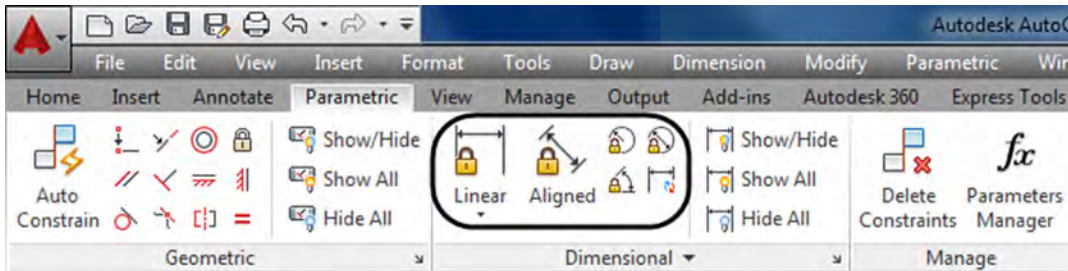 Autodesk Auto
File Edit View Insert Format Tools Draw Dimension Modify Parametric
Home Insert Annotate Parametric View Manage Output Add-ins Autodesk 360 Express Tools
Show/Hide Show/Hide
Linear Aligned
Show All Show All
Auto Constrain
Delete Constraints
Parameters Manager
fx
Hide All Hide All
Geometric Dimensional Manage